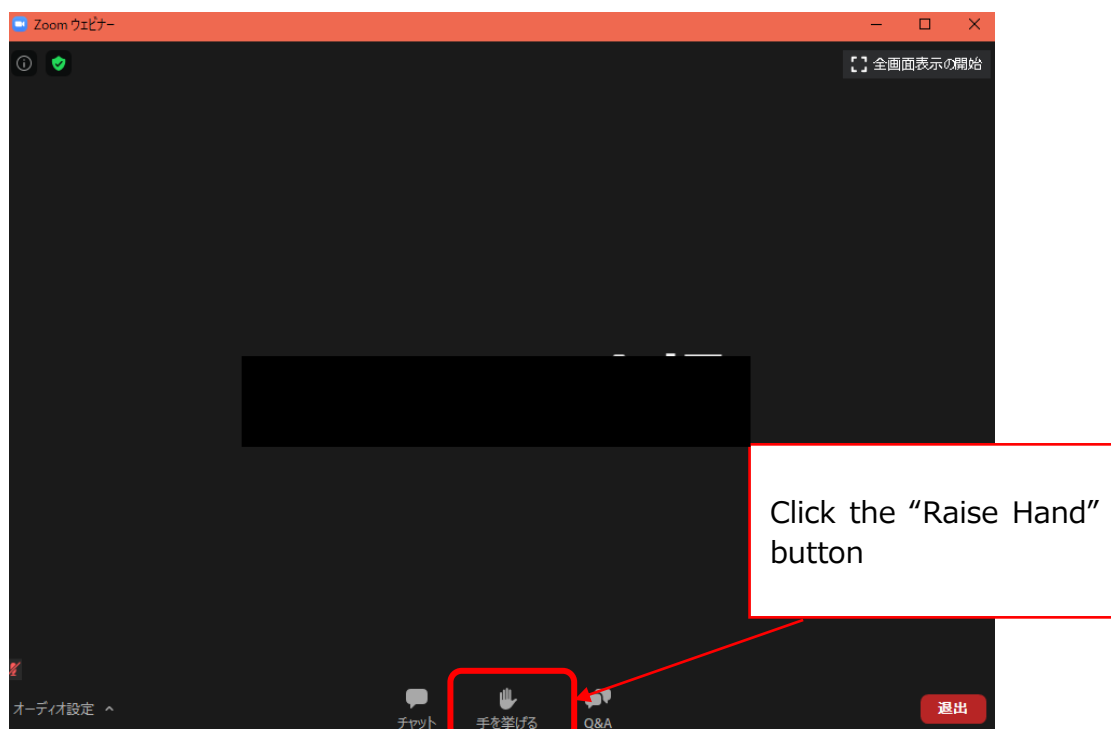 Zoom ウェビナー
全画面表示の開始
Click the “Raise Hand”
button
オーディオ設定
チャット
手を挙げる
Q&A
退出